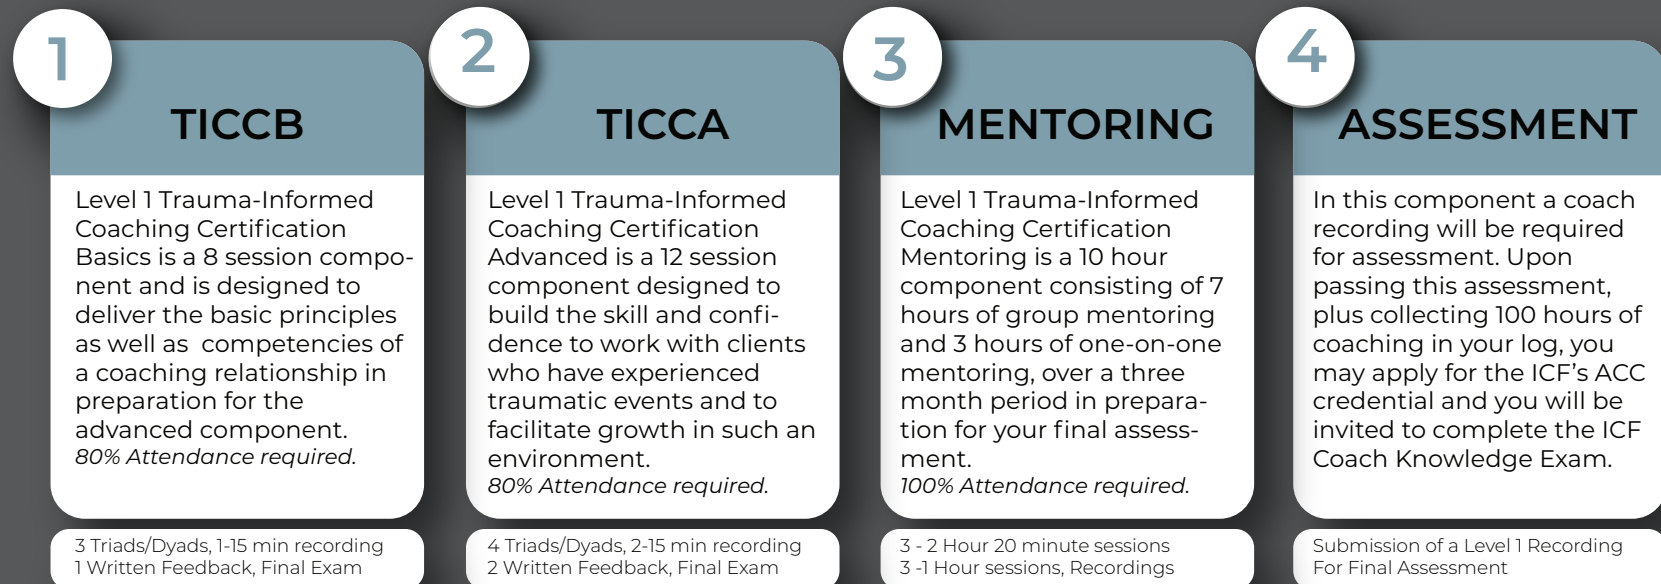 1
TICCB
Level 1 Trauma-Informed
Coaching Certification
Basics is a 8 session compo-
nent and is designed to
deliver the basic principles
as well as  competencies of
a coaching relationship in
preparation for the
advanced component.
80% Attendance required.
3 Triads/Dyads, 1-15 min recording
1 Written Feedback, Final Exam
2
TICCA
Level 1 Trauma-Informed
Coaching Certification
Advanced is a 12 session
component designed to
build the skill and confi-
dence to work with clients
who have experienced
traumatic events and to
facilitate growth in such an
environment.
80% Attendance required.
4 Triads/Dyads, 2-15 min recording
2 Written Feedback, Final Exam
3
MENTORING
Level 1 Trauma-Informed
Coaching Certification
Mentoring is a 10 hour
component consisting of 7
hours of group mentoring
and 3 hours of one-on-one
mentoring, over a three
month period in prepara-
tion for your final assess-
ment.
100% Attendance required.
3 - 2 Hour 20 minute sessions
3 -1 Hour sessions, Recordings
4
ASSESSMENT
In this component a coach
recording will be required
for assessment. Upon
passing this assessment,
plus collecting 100 hours of
coaching in your log, you
may apply for the ICF's ACC
credential and you will be
invited to complete the ICF
Coach Knowledge Exam.
Submission of a Level 1 Recording
For Final Assessment